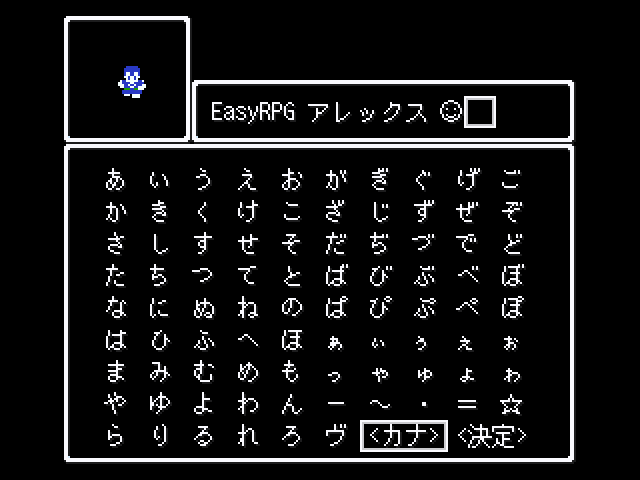 EasyRPG アレックス ☺
あ い う え お が ぎ ぐ げ ご
か き く け こ ざ じ ず ぜ ぞ
さ し す せ そ だ ぢ づ で ど
た ち つ て と ば び ぶ べ ぼ
な に ぬ ね の ぱ ぴ ぷ ぺ ぽ
は ひ ふ へ ほ ぁ ぃ ぅ ぇ ぉ
ま み む め も っ ゃ ゅ ょ ゎ
や ゆ よ わ ん ー ~ ・ = ☆
ら り る れ ろ ヴ <カナ> <決定>